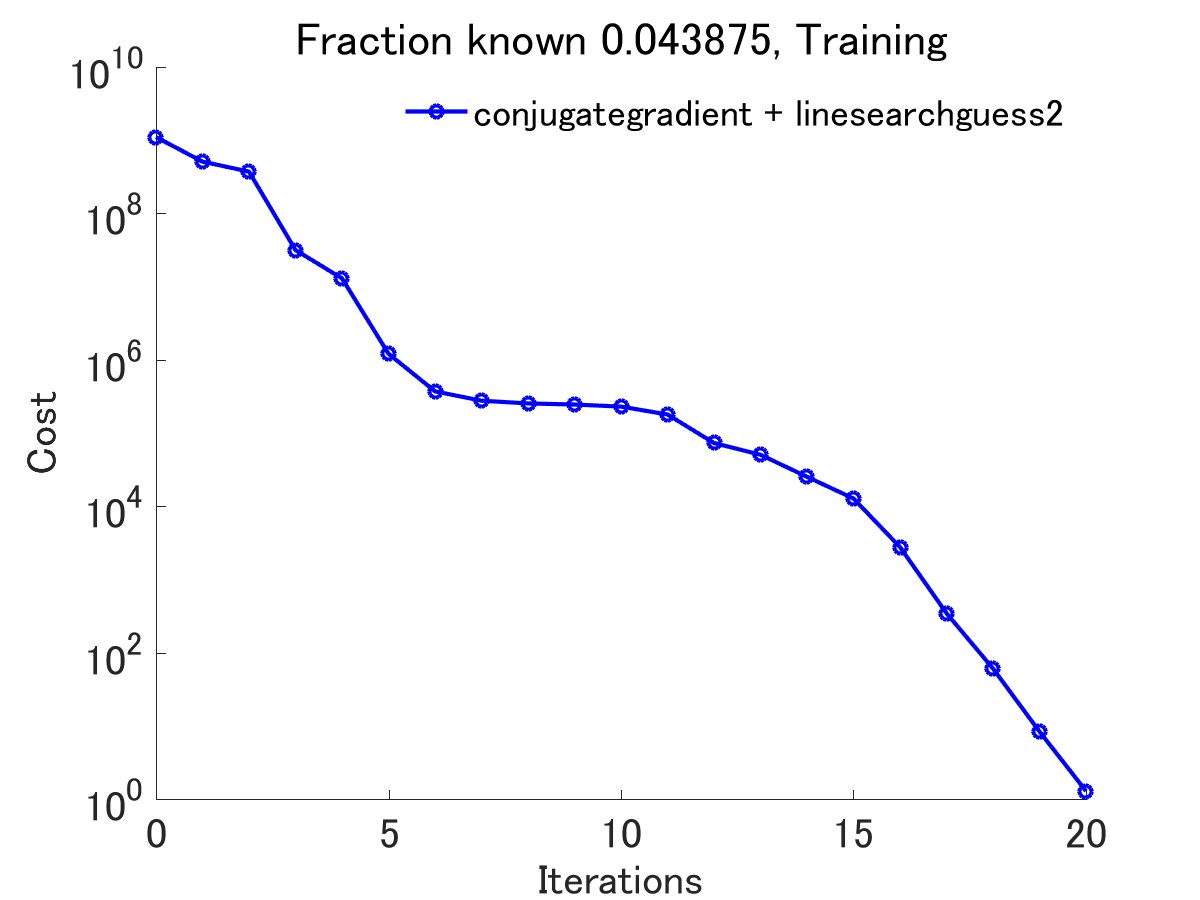 Fraction known 0.043875, Training
conjugategradient + linesearchguess2
10^10
10^8
10^6
10^4
10^2
10^0
Cost
0 5 10 15 20
Iterations